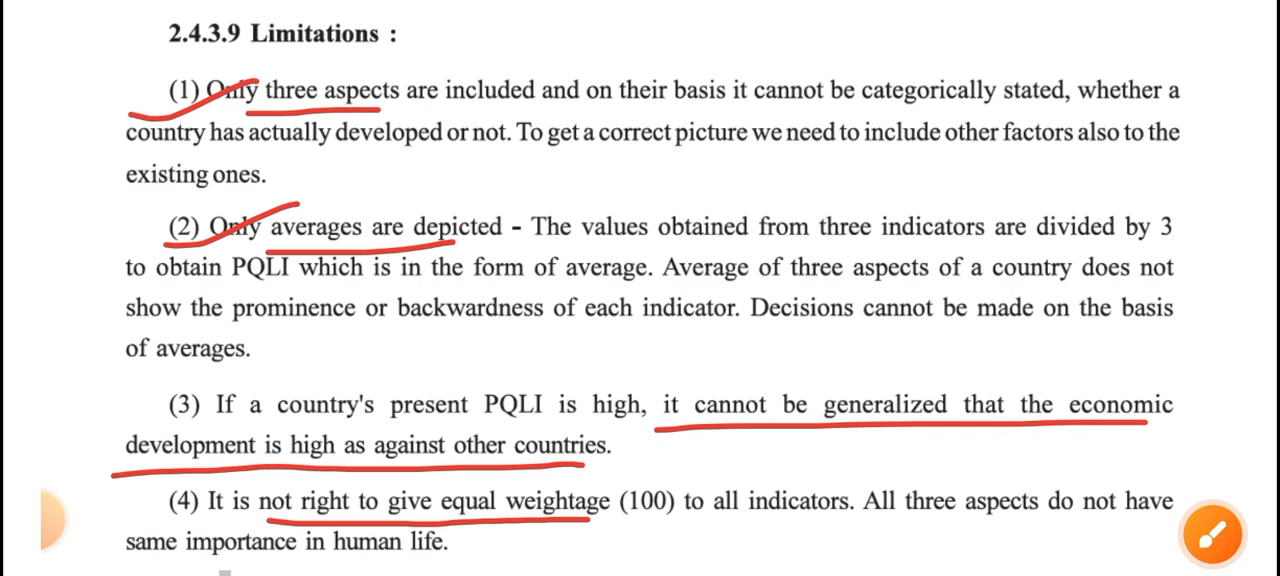 2.4.3.9 Limitations :
(1) Only three aspects are included and on their basis it cannot be categorically stated, whether a
country has actually developed or not. To get a correct picture we need to include other factors also to the
existing ones.
(2) Only averages are depicted - The values obtained from three indicators are divided by 3
to obtain PQLI which is in the form of average. Average of three aspects of a country does not
show the prominence or backwardness of each indicator. Decisions cannot be made on the basis
of averages.
(3) If a country's present PQLI is high, it cannot be generalized that the economic
development is high as against other countries.
(4) It is not right to give equal weightage (100) to all indicators. All three aspects do not have
same importance in human life.